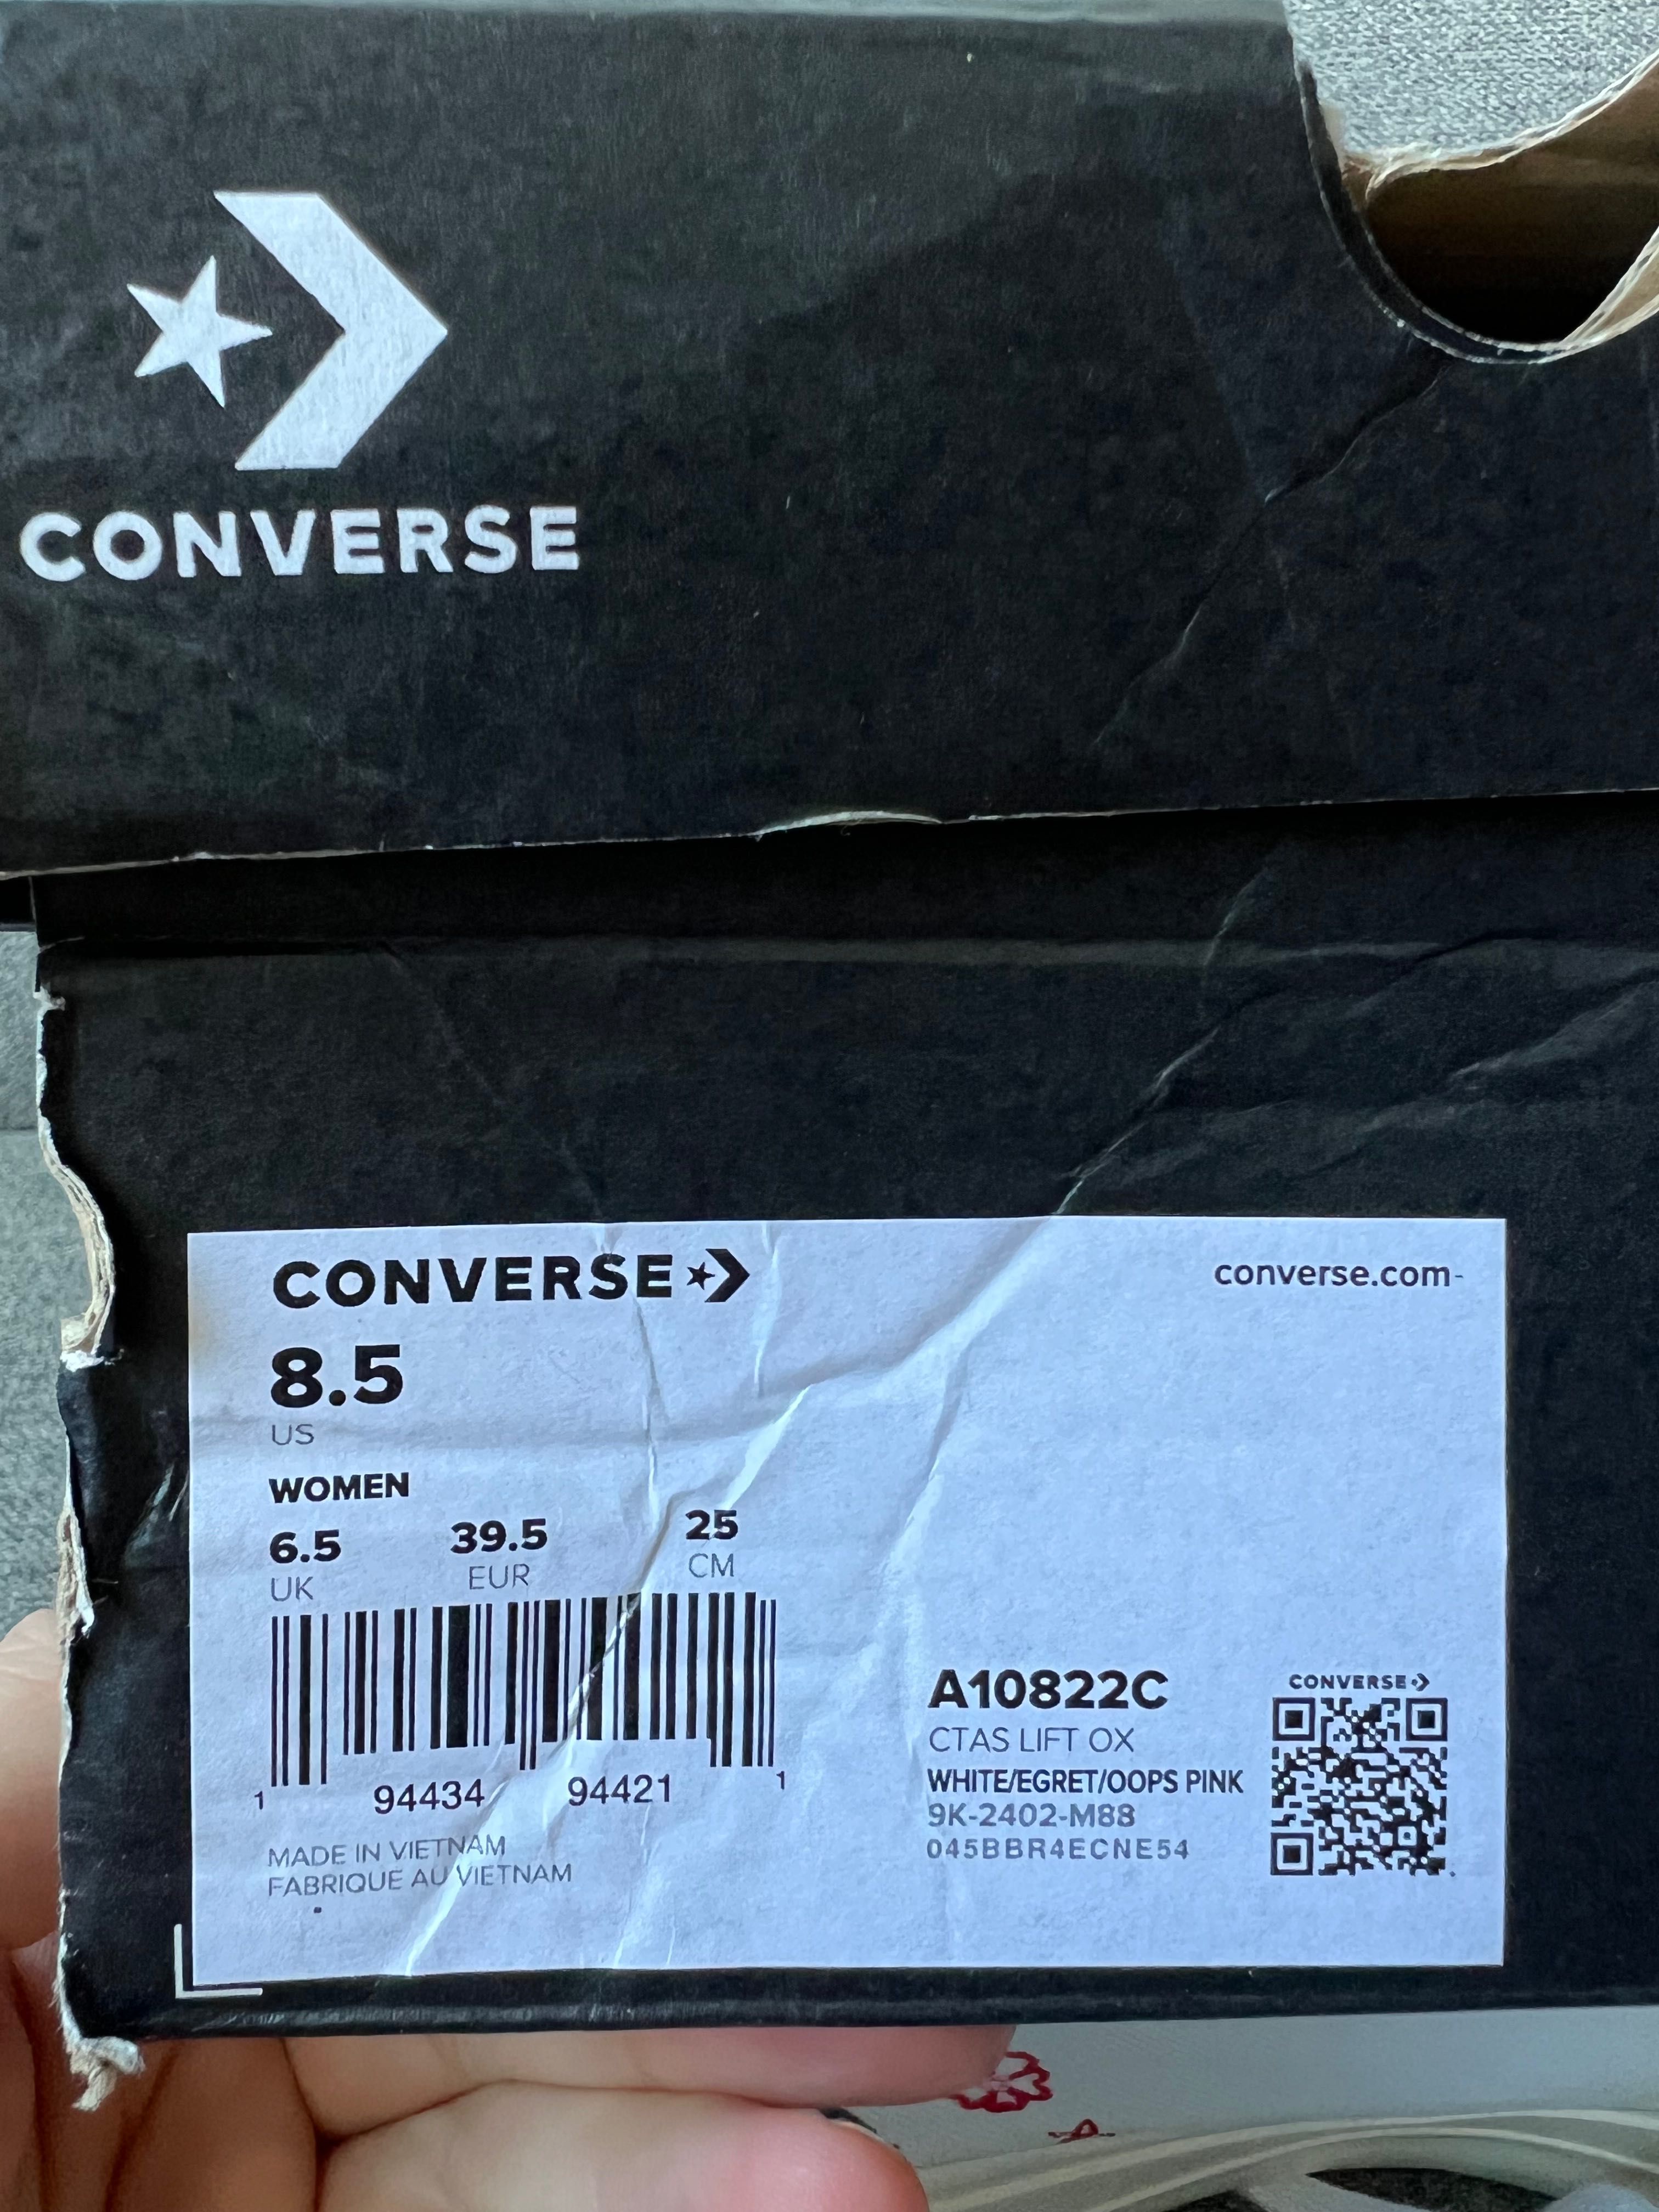 CONVERSE
CONVERSE
converse.com
8.5
US
WOMEN
6.5 39.5 25
UK EUR CM
1 94434 94421 1
MADE IN VIETNAM
FABRIQUE AU VIETNAM
A10822C
CTAS LIFT OX
WHITE/EGRET/OOPS PINK
9K-2402-M88
045BBR4ECNE54
CONVERSE